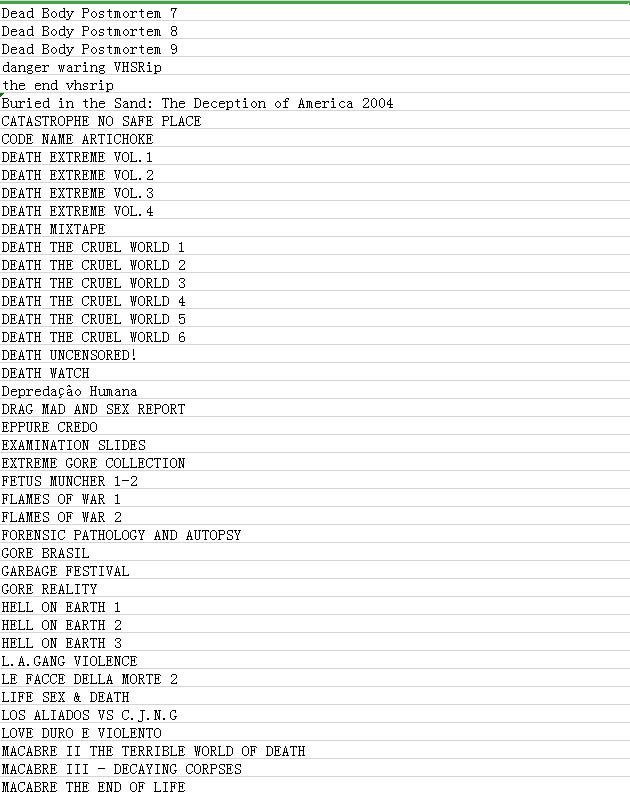 Dead Body Postmortem 7
Dead Body Postmortem 8
Dead Body Postmortem 9
danger waring VHSRip
the end vhsrip
Buried in the Sand: The Deception of America 2004
CATASTROPHE NO SAFE PLACE
CODE NAME ARTICHOKE
DEATH EXTREME VOL.1
DEATH EXTREME VOL.2
DEATH EXTREME VOL.3
DEATH EXTREME VOL.4
DEATH MIXTAPE
DEATH THE CRUEL WORLD 1
DEATH THE CRUEL WORLD 2
DEATH THE CRUEL WORLD 3
DEATH THE CRUEL WORLD 4
DEATH THE CRUEL WORLD 5
DEATH THE CRUEL WORLD 6
DEATH UNCENSORED!
DEATH WATCH
Depredação Humana
DRAG MAD AND SEX REPORT
EPPURE CREDO
EXAMINATION SLIDES
EXTREME GORE COLLECTION
FETUS MUNCHER 1-2
FLAMES OF WAR 1
FLAMES OF WAR 2
FORENSIC PATHOLOGY AND AUTOPSY
GORE BRASIL
GARBAGE FESTIVAL
GORE REALITY
HELL ON EARTH 1
HELL ON EARTH 2
HELL ON EARTH 3
L.A.GANG VIOLENCE
LE FACCE DELLA MORTE 2
LIFE SEX & DEATH
LOS ALIADOS VS C.J.N.G
LOVE DURO E VIOLENTO
MACABRE II THE TERRIBLE WORLD OF DEATH
MACABRE III - DECAYING CORPSES
MACABRE THE END OF LIFE